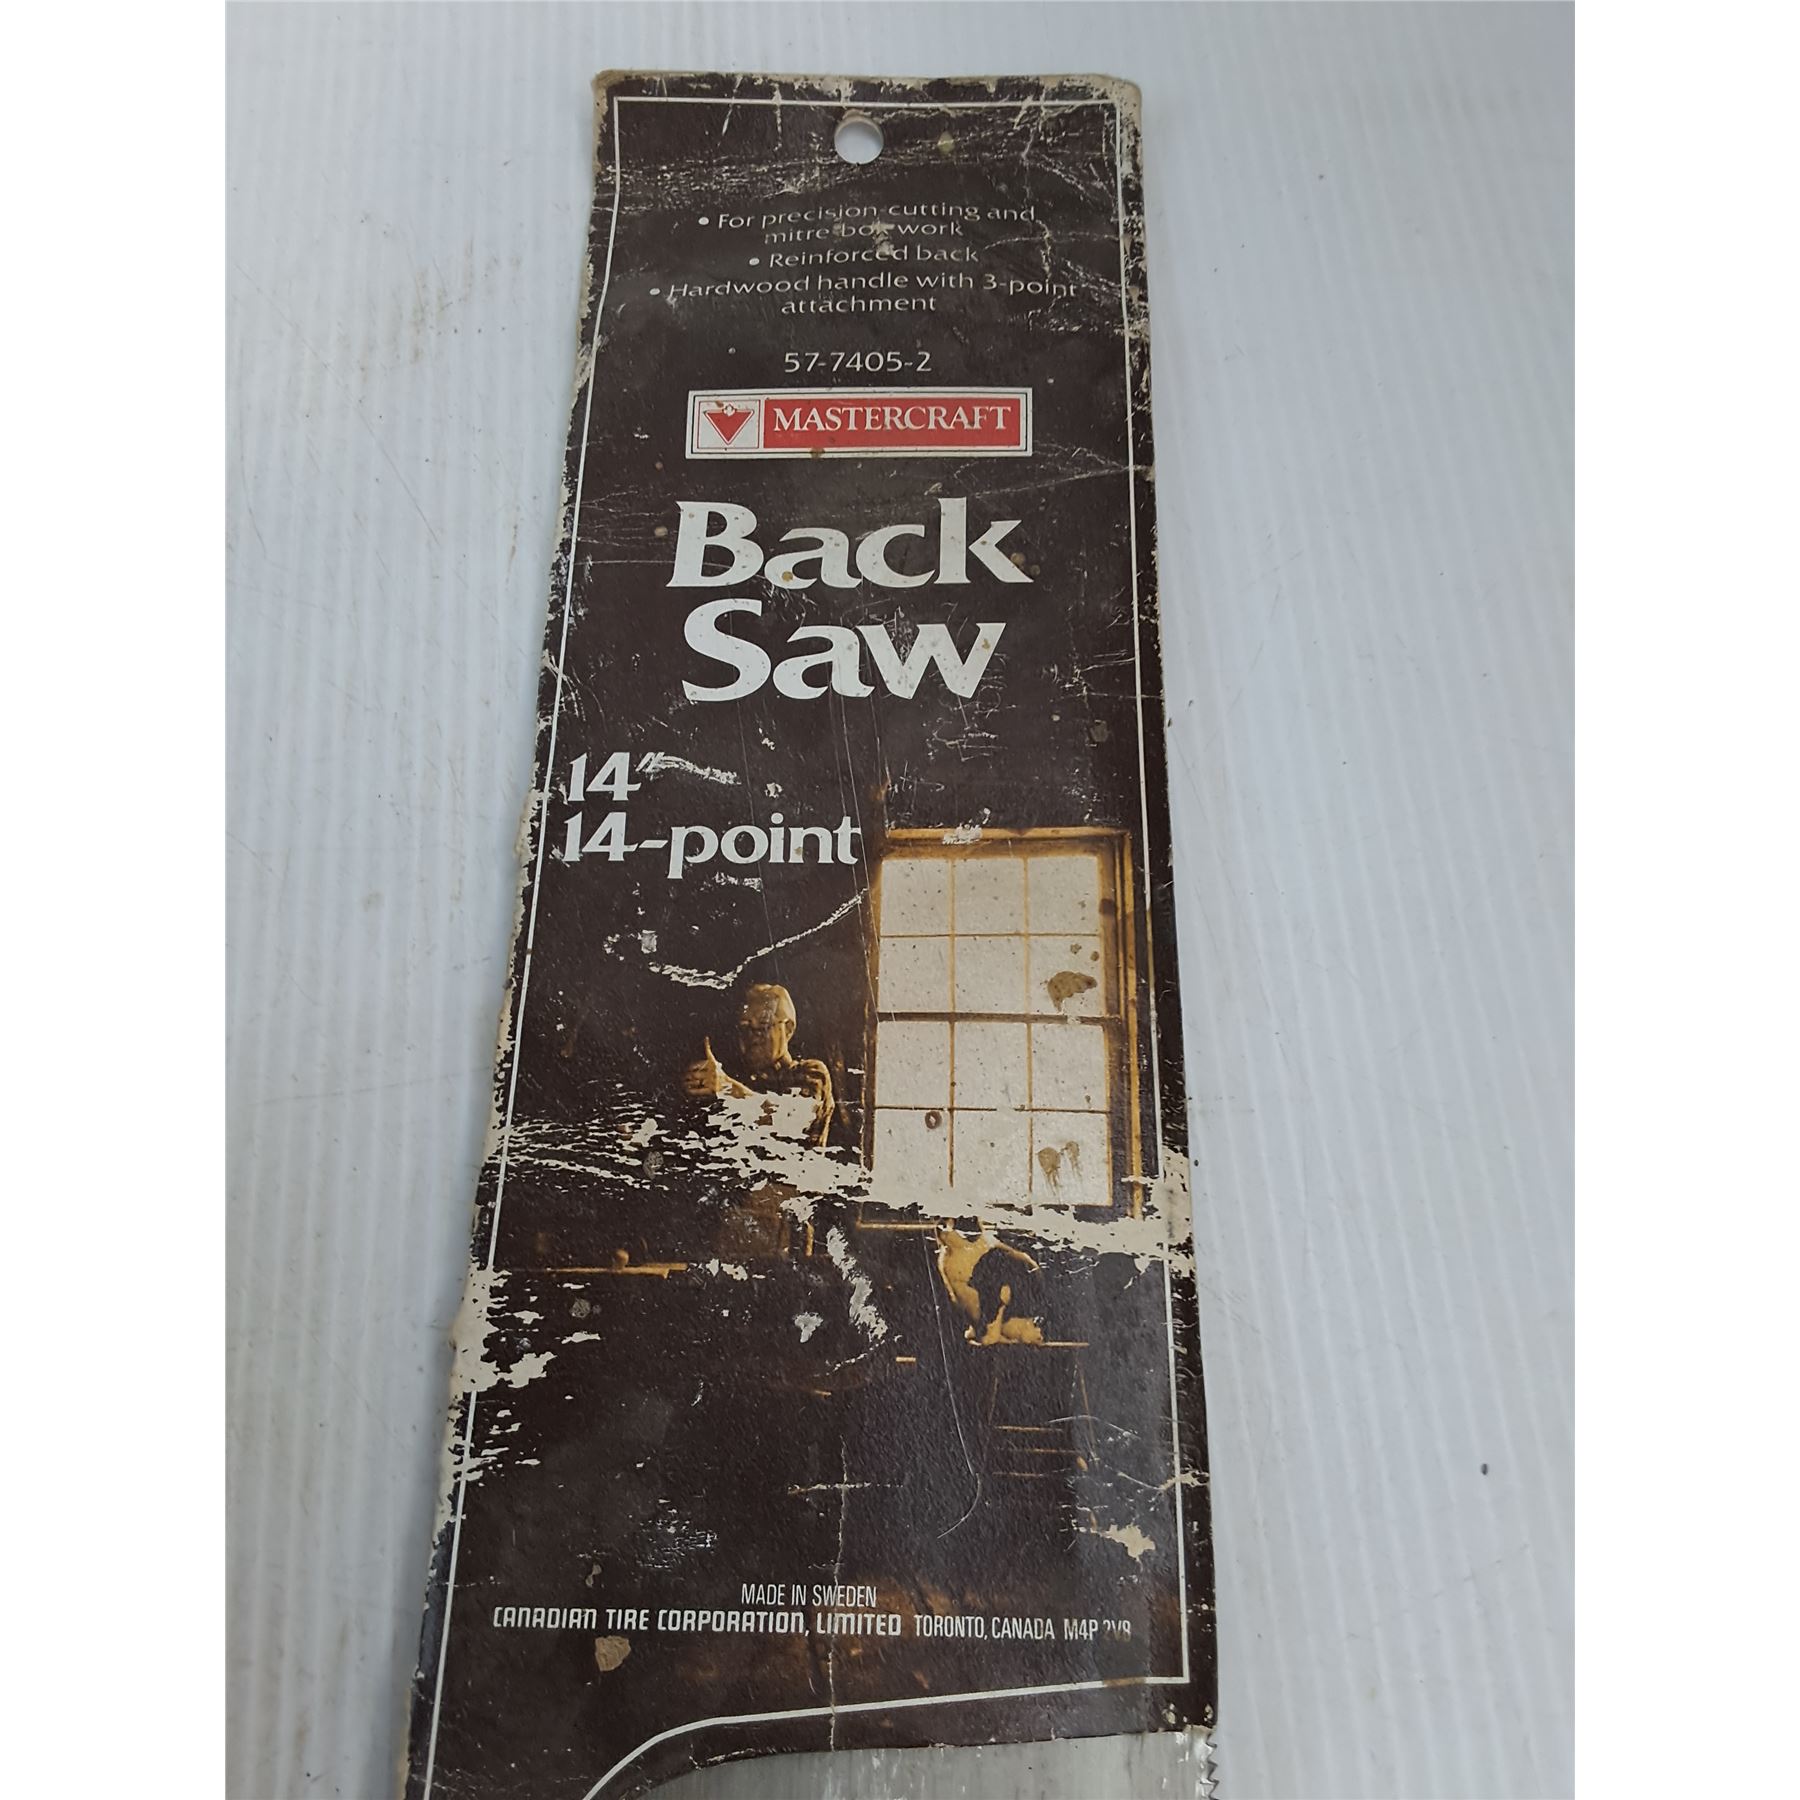 • For precision cutting and
mitre box work
• Reinforced back
• Hardwood handle with 3-point
attachment
57-7405-2
MASTERCRAFT
Back
Saw
14"
14-point
MADE IN SWEDEN
CANADIAN TIRE CORPORATION, LIMITED TORONTO, CANADA M4P 2V8